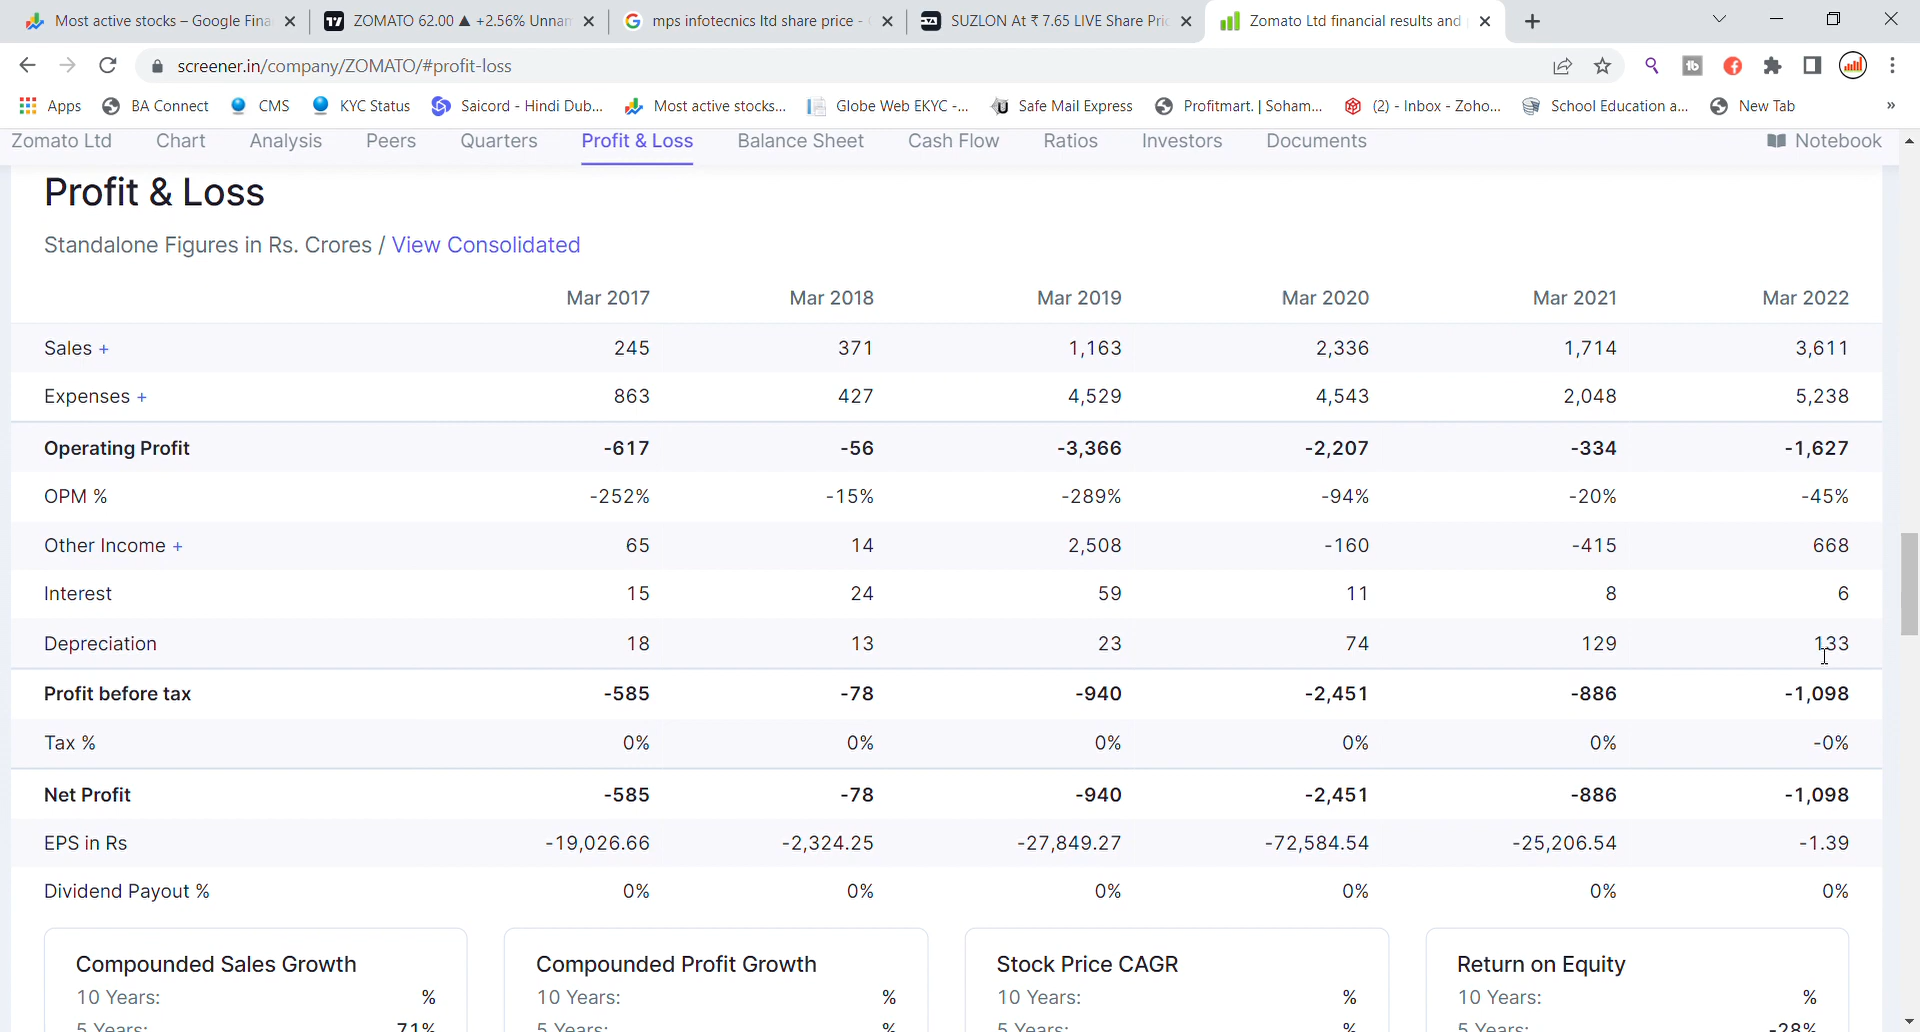 Most active stocks – Google Fina
ZOMATO 62.00 ▲ +2.56% Unnam
mps infotecnics ltd share price -
SUZLON At ₹ 7.65 LIVE Share Pric
Zomato Ltd financial results and
screener.in/company/ZOMATO/#profit-loss
Apps BA Connect CMS KYC Status Saicord - Hindi Dub... Most active stocks... Globe Web EKYC -... Safe Mail Express Profitmart. | Soham... (2) - Inbox - Zoho... School Education a... New Tab »
Zomato Ltd Chart Analysis Peers Quarters Profit & Loss Balance Sheet Cash Flow Ratios Investors Documents Notebook
Profit & Loss
Standalone Figures in Rs. Crores / View Consolidated
Mar 2017 Mar 2018 Mar 2019 Mar 2020 Mar 2021 Mar 2022
Sales + 245 371 1,163 2,336 1,714 3,611
Expenses + 863 427 4,529 4,543 2,048 5,238
Operating Profit -617 -56 -3,366 -2,207 -334 -1,627
OPM % -252% -15% -289% -94% -20% -45%
Other Income + 65 14 2,508 -160 -415 668
Interest 15 24 59 11 8 6
Depreciation 18 13 23 74 129 133
Profit before tax -585 -78 -940 -2,451 -886 -1,098
Tax % 0% 0% 0% 0% 0% -0%
Net Profit -585 -78 -940 -2,451 -886 -1,098
EPS in Rs -19,026.66 -2,324.25 -27,849.27 -72,584.54 -25,206.54 -1.39
Dividend Payout % 0% 0% 0% 0% 0% 0%
Compounded Sales Growth Compounded Profit Growth Stock Price CAGR Return on Equity
10 Years: % 10 Years: % 10 Years: % 10 Years: %
5 Years: 71% 5 Years: % 5 Years: % 5 Years: -28%